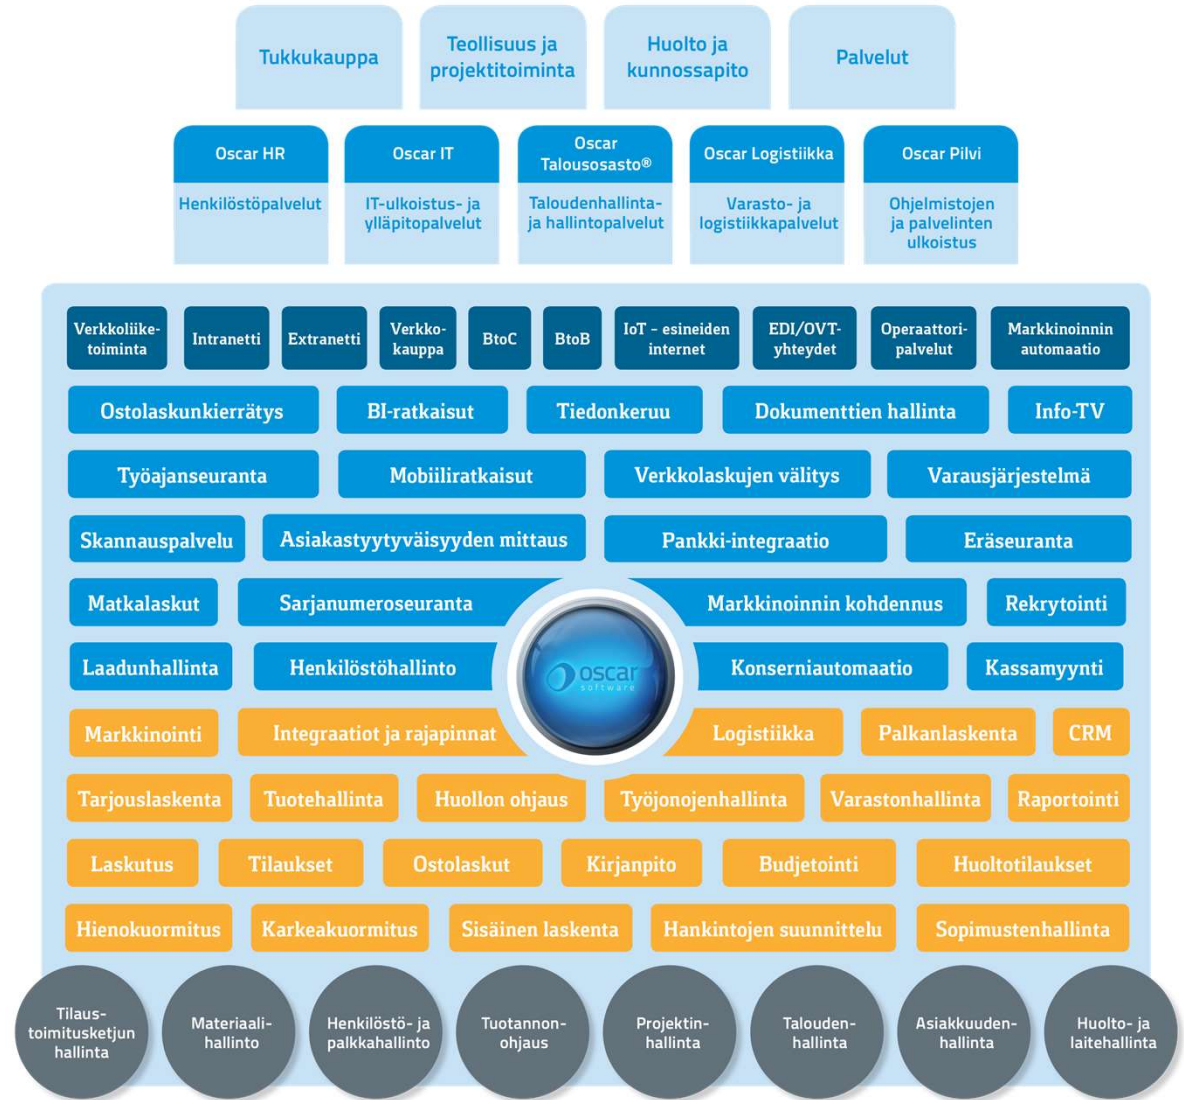 Tukkukauppa
Teollisuus ja
projektitoiminta
Huolto ja
kunnossapito
Palvelut
Oscar HR
Henkilöstöpalvelut
Oscar IT
IT-ulkoistus- ja
ylläpitopalvelut
Oscar
Talousosasto®
Taloudenhallinta-
ja hallintopalvelut
Oscar Logistiikka
Varasto- ja
logistiikkapalvelut
Oscar Pilvi
Ohjelmistojen
ja palvelinten
ulkoistus
Verkkoliike-
toiminta
Intranetti
Extranetti
Verkko-
kauppa
BtoC
BtoB
IoT - esineiden
internet
EDI/OVT-
yhteydet
Operaattori-
palvelut
Markkinoinnin
automaatio
Ostolaskunkierrätys
BI-ratkaisut
Tiedonkeruu
Dokumenttien hallinta
Info-TV
Työajanseuranta
Mobiiliratkaisut
Verkkolaskujen välitys
Varausjärjestelmä
Skannauspalvelu
Asiakastyytyväisyyden mittaus
Pankki-integraatio
Eräseuranta
Matkalaskut
Sarjanumeroseuranta
Markkinoinnin kohdennus
Rekrytointi
Laadunhallinta
Henkilöstöhallinto
oscar
software
Konserniautomaatio
Kassamyynti
Markkinointi
Integraatiot ja rajapinnat
Logistiikka
Palkanlaskenta
CRM
Tarjouslaskenta
Tuotehallinta
Huollon ohjaus
Työjonojenhallinta
Varastonhallinta
Raportointi
Laskutus
Tilaukset
Ostolaskut
Kirjanpito
Budjetointi
Huoltotilaukset
Hienokuormitus
Karkeakuormitus
Sisäinen laskenta
Hankintojen suunnittelu
Sopimustenhallinta
Tilaus-
toimitusketjun
hallinta
Materiaali-
hallinto
Henkilöstö- ja
palkkahallinto
Tuotannon-
ohjaus
Projektin-
hallinta
Talouden-
hallinta
Asiakkuuden-
hallinta
Huolto- ja
laitehallinta